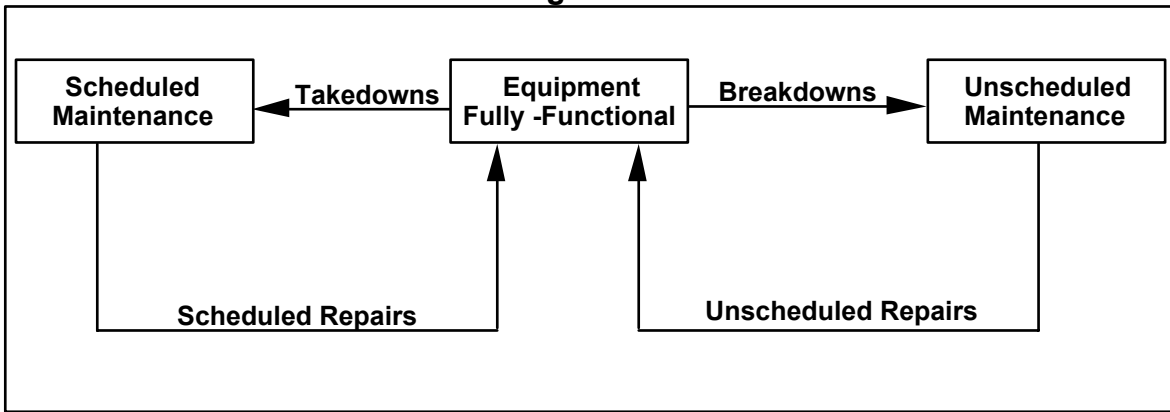 Scheduled
Maintenance
Takedowns
Equipment
Fully -Functional
Breakdowns
Unscheduled
Maintenance
Scheduled Repairs
Unscheduled Repairs